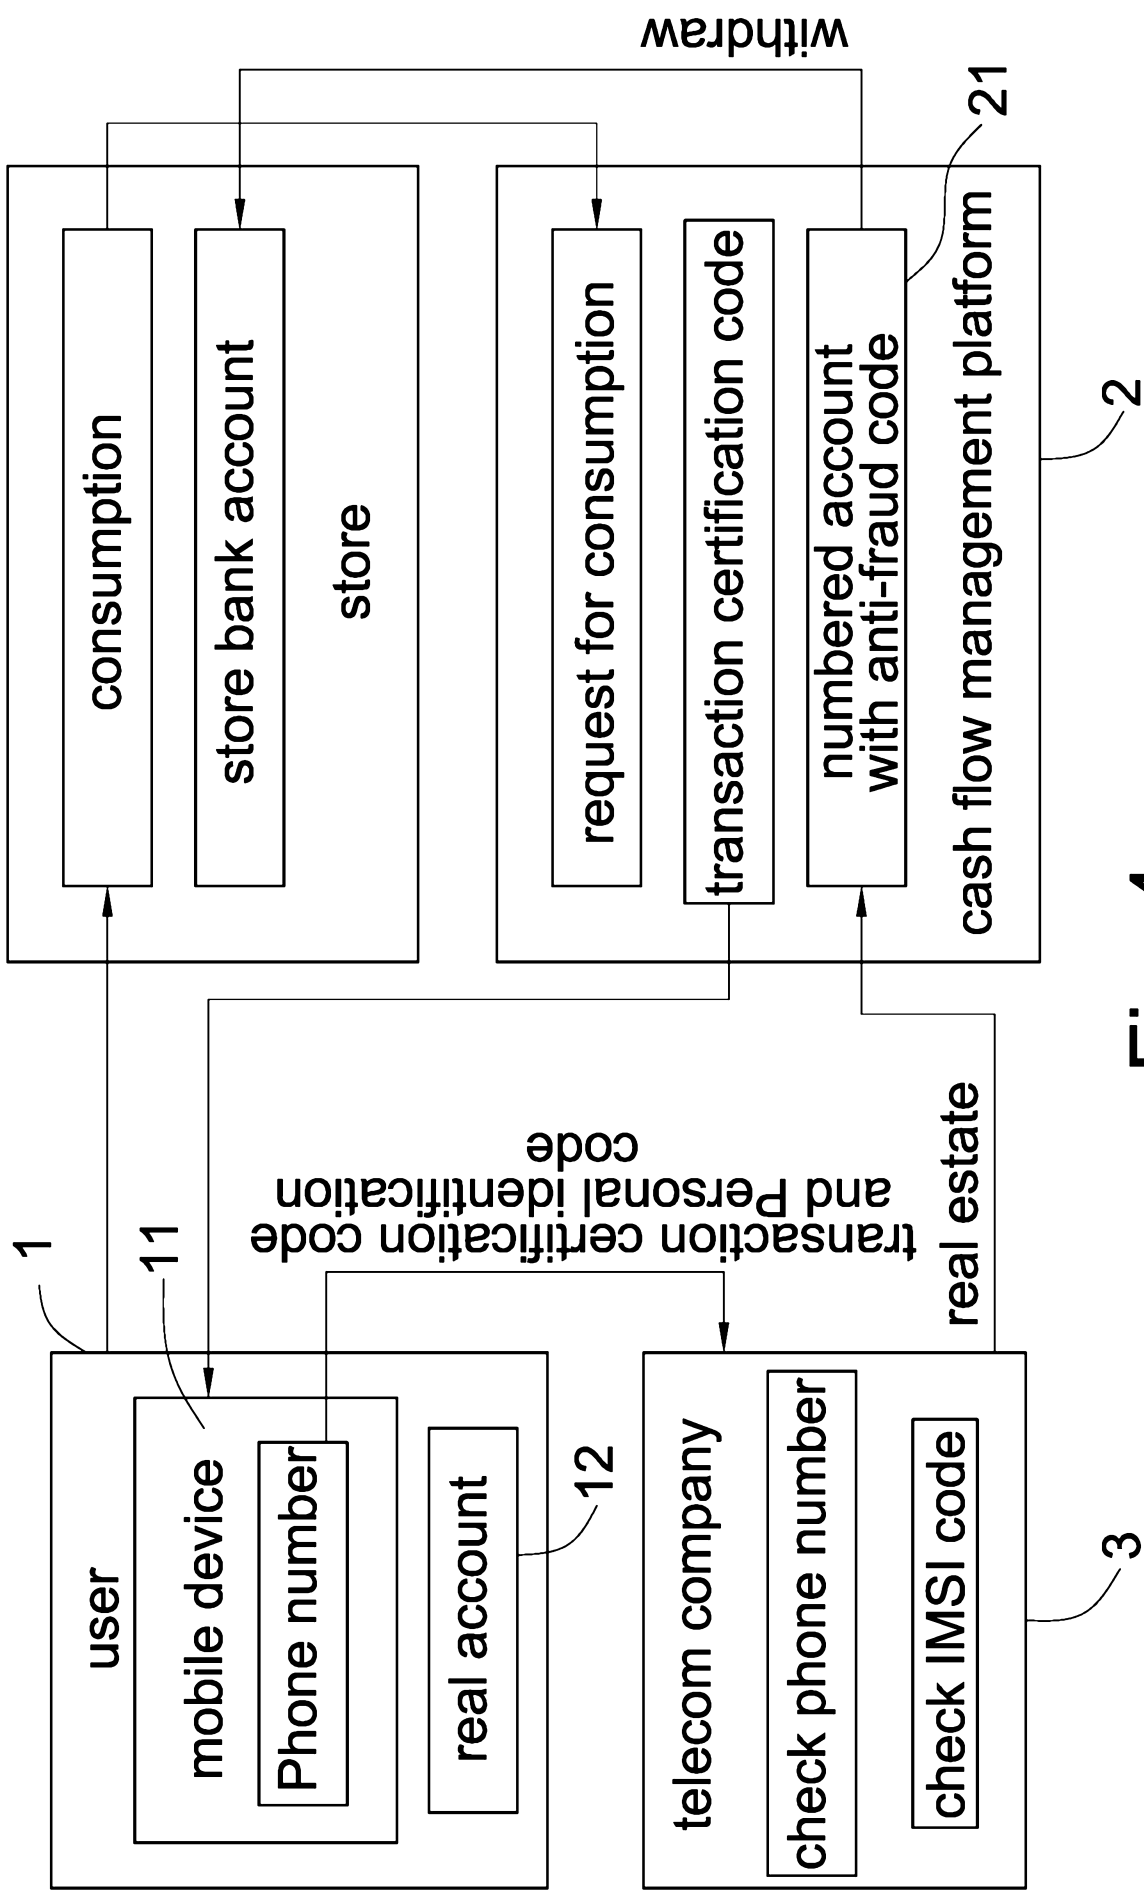 1
user
mobile device
11
Phone number
real account
12
consumption
store bank account
store
transaction certification code
and Personal identification
code
withdraw
telecom company
check phone number
check IMSI code
3
real estate
request for consumption
transaction certification code
numbered account
with anti-fraud code
21
cash flow management platform
2